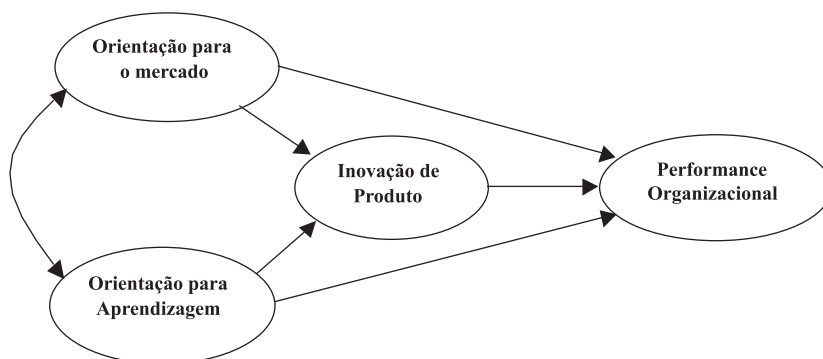 Orientação para
o mercado
Inovação de
Produto
Performance
Organizacional
Orientação para
Aprendizagem